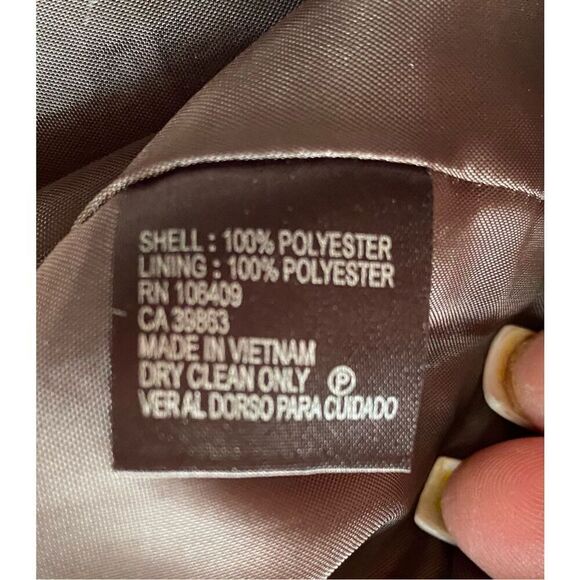 SHELL : 100% POLYESTER
LINING : 100% POLYESTER
RN 106409
CA 39863
MADE IN VIETNAM
DRY CLEAN ONLY Ⓟ
VER AL DORSO PARA CUIDADO